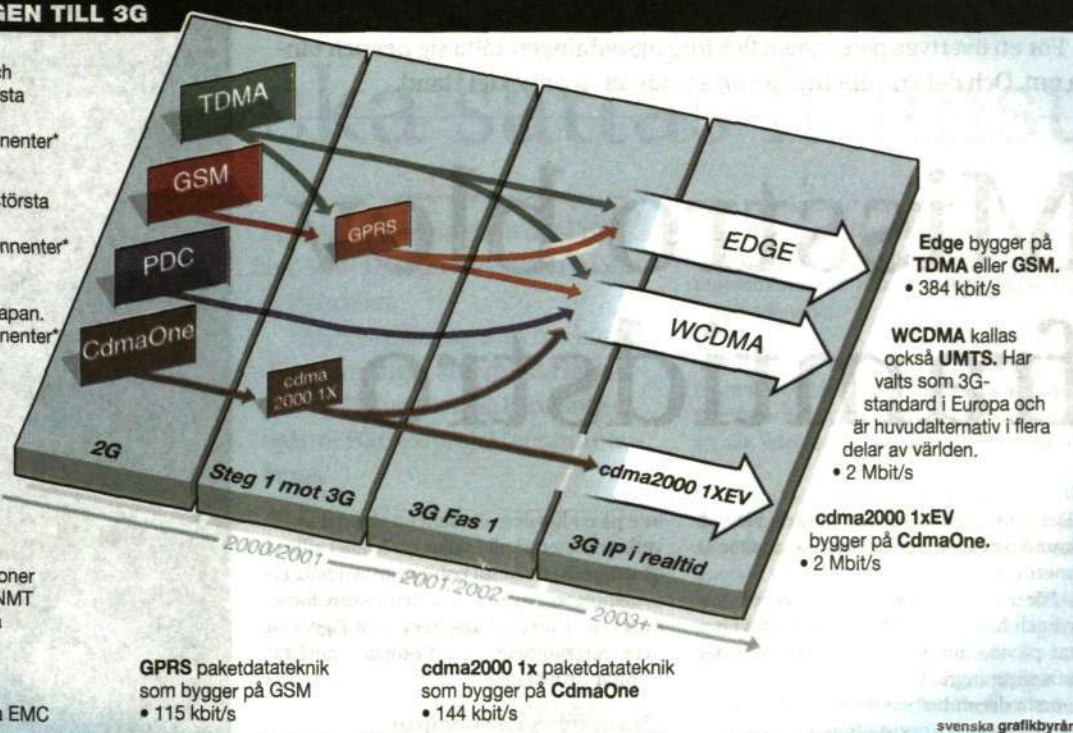 GEN TILL 3G
ch
sta
nenter*
största
nnenter*
apan.
nenter*
oner
NMT
a EMC
TDMA
GSM
PDC
CdmaOne
GPRS
cdma
2000 1X
EDGE
WCDMA
cdma2000 1XEV
2G
Steg 1 mot 3G
3G Fas 1
3G IP i realtid
2000/2001
2001/2002
2003+
Edge bygger på
TDMA eller GSM.
• 384 kbit/s
WCDMA kallas
också UMTS. Har
valts som 3G-
standard i Europa och
är huvudalternativ i flera
delar av världen.
• 2 Mbit/s
cdma2000 1xEV
bygger på CdmaOne.
• 2 Mbit/s
GPRS paketdatateknik
som bygger på GSM
• 115 kbit/s
cdma2000 1x paketdatateknik
som bygger på CdmaOne
• 144 kbit/s
svenska grafikbyrån